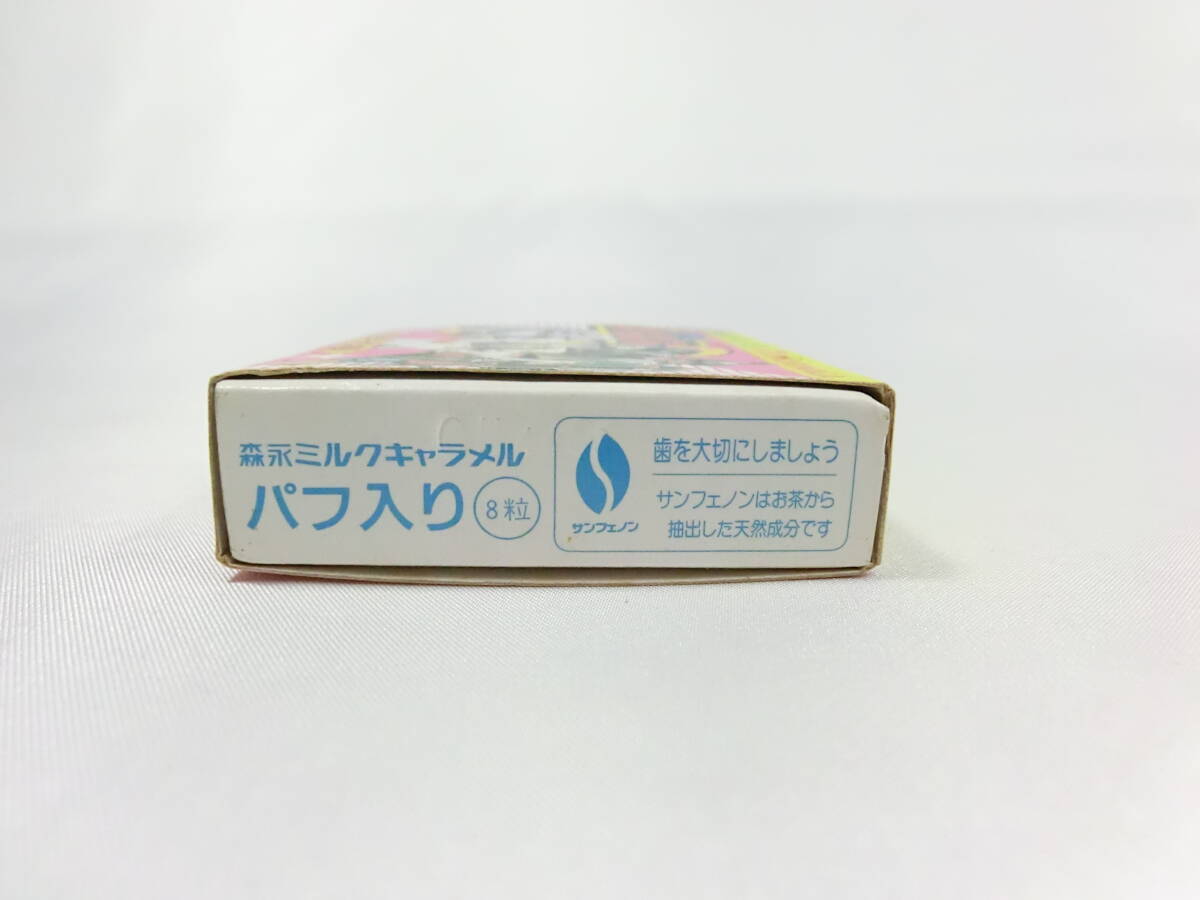 森永ミルクキャラメル
パフ入り 8粒
サンフェノン
歯を大切にしましょう
サンフェノンはお茶から
抽出した天然成分です